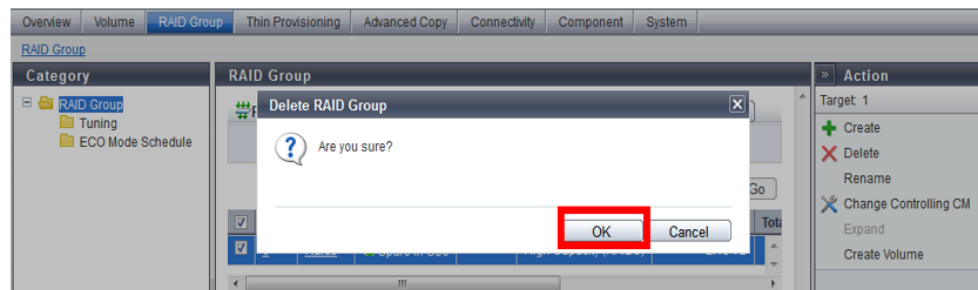 Overview Volume RAID Group Thin Provisioning Advanced Copy Connectivity Component System
RAID Group
Category
RAID Group
Tuning
ECO Mode Schedule
RAID Group
Delete RAID Group
Are you sure?
OK Cancel
Go
» Action
Target: 1
Create
Delete
Rename
Change Controlling CM
Expand
Create Volume